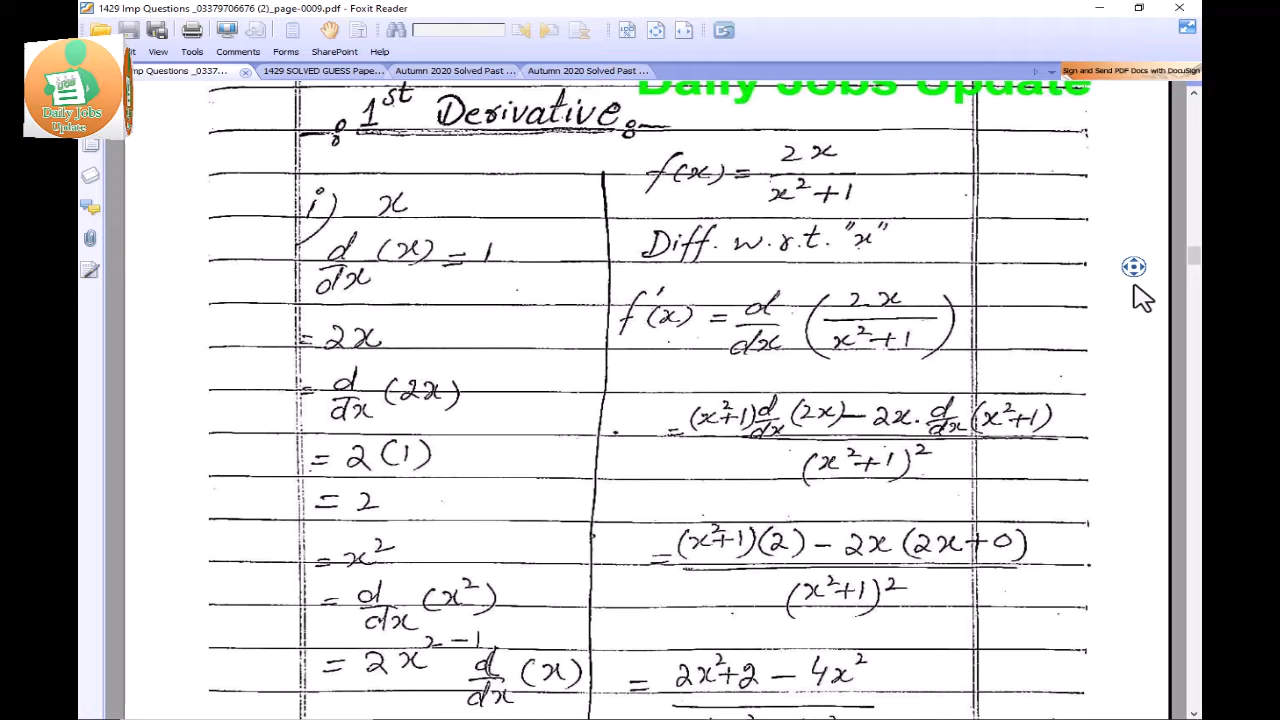 1429 Imp Questions _03379706676 (2)_page-0009.pdf - Foxit Reader
View Tools Comments Forms SharePoint Help
Imp Questions _0337... 1429 SOLVED GUESS Pape... Autumn 2020 Solved Past ... Autumn 2020 Solved Past ...
Sign and Send PDF Docs with DocuSign
Daily Jobs
Update
Daily Jobs Update
1st Derivative
i) x
d/dx (x) = 1
= 2x
= d/dx (2x)
= 2(1)
= 2
= x²
= d/dx (x²)
= 2x²⁻¹ d/dx (x)
f(x) = 2x / x²+1
Diff. w.r.t. "x"
f'(x) = d/dx (2x / x²+1)
= (x²+1) d/dx (2x) – 2x . d/dx (x²+1) / (x²+1)²
= (x²+1)(2) – 2x (2x+0) / (x²+1)²
= 2x²+2 – 4x²